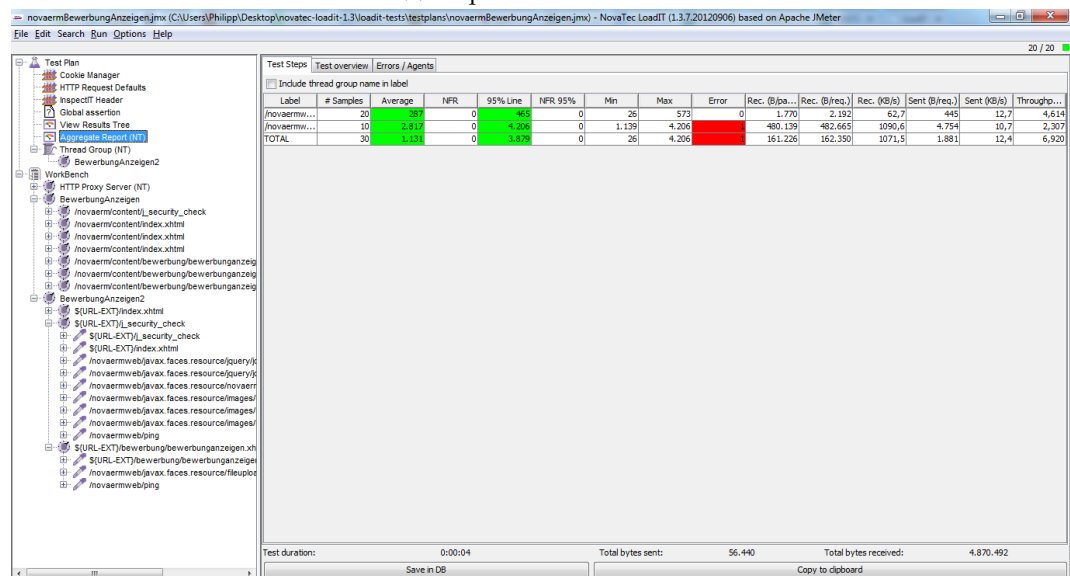 novaermBewerbungAnzeigen.jmx (C:\Users\Philipp\Desktop\novatec-loadit-1.3\loadit-tests\testplans\novaermBewerbungAnzeigen.jmx) - NovaTec LoadIT (1.3.7.20120906) based on Apache JMeter
File Edit Search Run Options Help
20 / 20
Test Plan
Cookie Manager
HTTP Request Defaults
InspectIT Header
Global assertion
View Results Tree
Aggregate Report (NT)
Thread Group (NT)
BewerbungAnzeigen2
WorkBench
HTTP Proxy Server (NT)
BewerbungAnzeigen
/novaerm/content/j_security_check
/novaerm/content/index.xhtml
/novaerm/content/index.xhtml
/novaerm/content/index.xhtml
/novaerm/content/bewerbung/bewerbunganzeig
/novaerm/content/bewerbung/bewerbunganzeig
/novaerm/content/bewerbung/bewerbunganzeig
BewerbungAnzeigen2
${URL-EXT}/index.xhtml
${URL-EXT}/j_security_check
${URL-EXT}/j_security_check
${URL-EXT}/index.xhtml
/novaermweb/javax.faces.resource/jquery/jq
/novaermweb/javax.faces.resource/jquery/jq
/novaermweb/javax.faces.resource/novaerr
/novaermweb/javax.faces.resource/images/
/novaermweb/javax.faces.resource/images/
/novaermweb/javax.faces.resource/images/
/novaermweb/ping
${URL-EXT}/bewerbung/bewerbunganzeigen.xh
${URL-EXT}/bewerbung/bewerbunganzeiger
/novaermweb/javax.faces.resource/fileuploa
/novaermweb/ping
Test Steps Test overview Errors / Agents
Include thread group name in label
Label # Samples Average NFR 95% Line NFR 95% Min Max Error Rec. (B/pa... Rec. (B/req.) Rec. (KB/s) Sent (B/req.) Sent (KB/s) Throughp...
/novaermw... 20 287 0 465 0 26 573 0 1.770 2.192 62,7 445 12,7 4,614
/novaermw... 10 2.817 0 4.206 0 1.139 4.206 1 480.139 482.665 1090,6 4.754 10,7 2,307
TOTAL 30 1.131 0 3.879 0 26 4.206 1 161.226 162.350 1071,5 1.881 12,4 6,920
Test duration: 0:00:04 Total bytes sent: 56.440 Total bytes received: 4.870.492
Save in DB Copy to clipboard